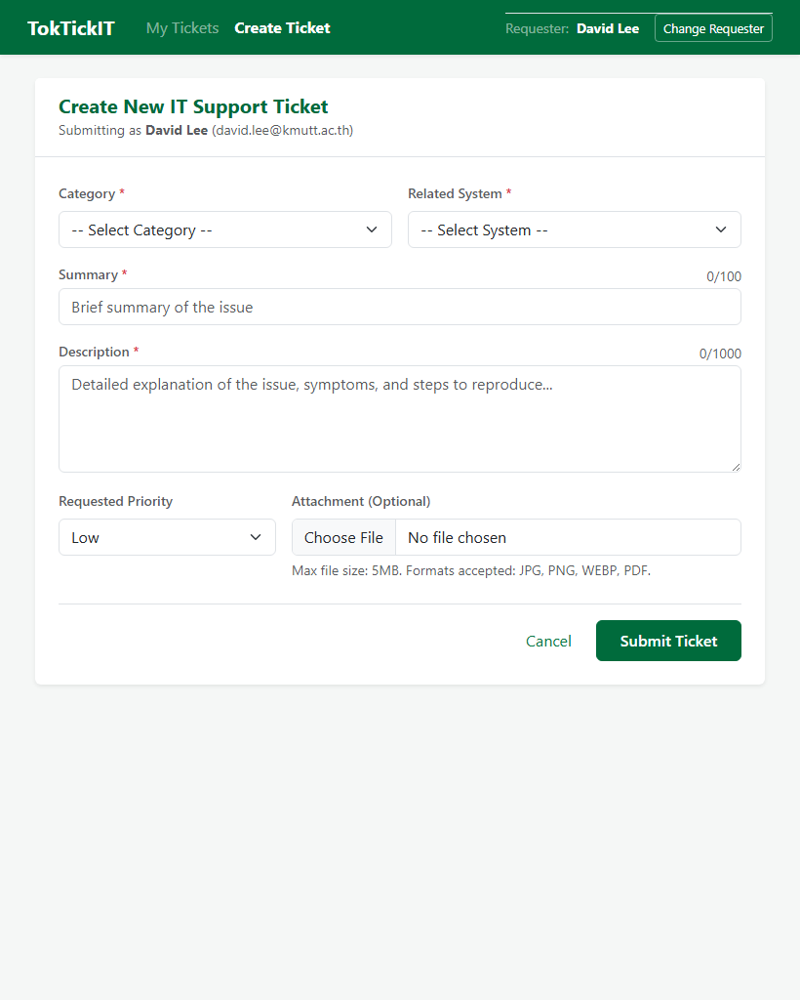 TokTickIT My Tickets Create Ticket Requester: David Lee Change Requester
Create New IT Support Ticket
Submitting as David Lee (david.lee@kmutt.ac.th)
Category * Related System *
-- Select Category -- -- Select System --
Summary * 0/100
Brief summary of the issue
Description * 0/1000
Detailed explanation of the issue, symptoms, and steps to reproduce...
Requested Priority Attachment (Optional)
Low Choose File No file chosen
Max file size: 5MB. Formats accepted: JPG, PNG, WEBP, PDF.
Cancel Submit Ticket